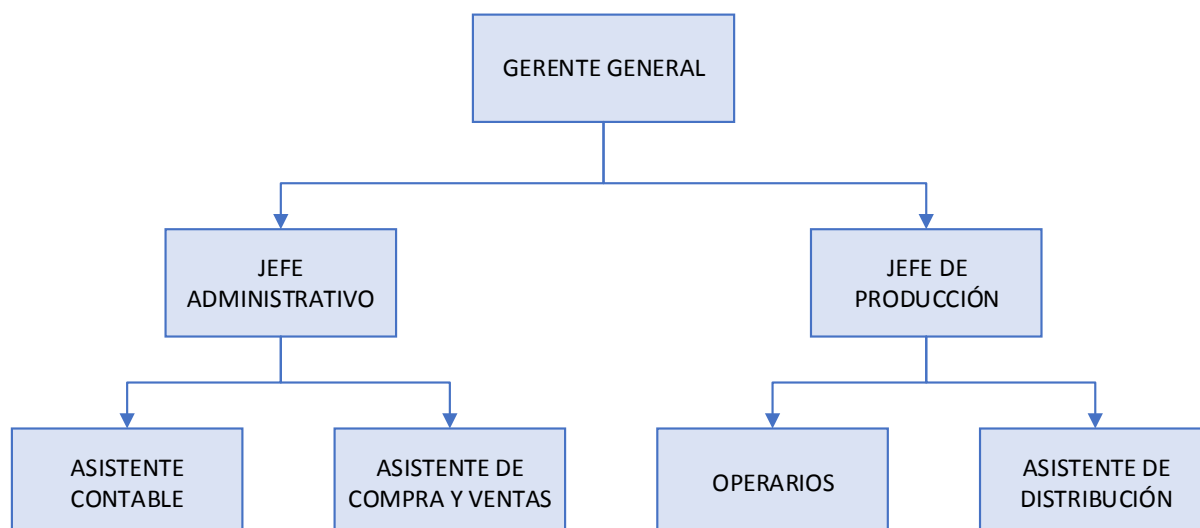 GERENTE GENERAL
JEFE
ADMINISTRATIVO
JEFE DE
PRODUCCIÓN
ASISTENTE
CONTABLE
ASISTENTE DE
COMPRA Y VENTAS
OPERARIOS
ASISTENTE DE
DISTRIBUCIÓN